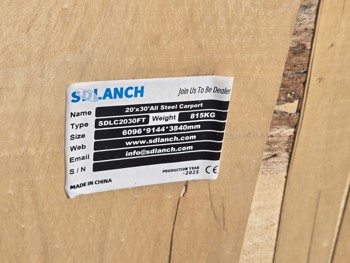 SDLANCH Join Us To Be Dealer
Name 20'x30'All Steel Carport
Type SDLC2030FT Weight 815KG
Size 6096*9144*3840mm
Web www.sdlanch.com
Email info@sdlanch.com
S/N
MADE IN CHINA PRODUCTION YEAR -2025 CE